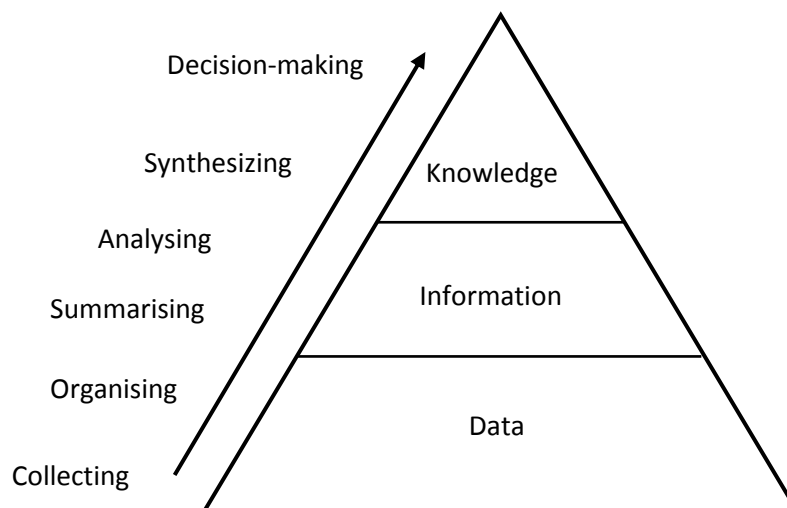 Decision-making
Synthesizing
Knowledge
Analysing
Information
Summarising
Organising
Data
Collecting